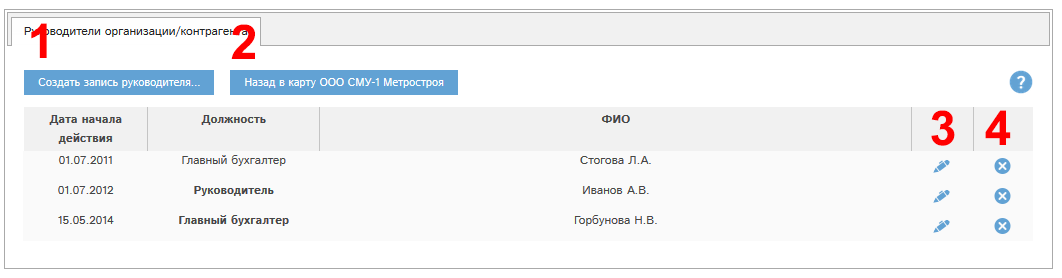 Руководители организации/контрагента
1
2
Создать запись руководителя...
Назад в карту ООО СМУ-1 Метростроя
?
Дата начала действия
Должность
ФИО
3
4
01.07.2011 Главный бухгалтер Стогова Л.А.
01.07.2012 Руководитель Иванов А.В.
15.05.2014 Главный бухгалтер Горбунова Н.В.